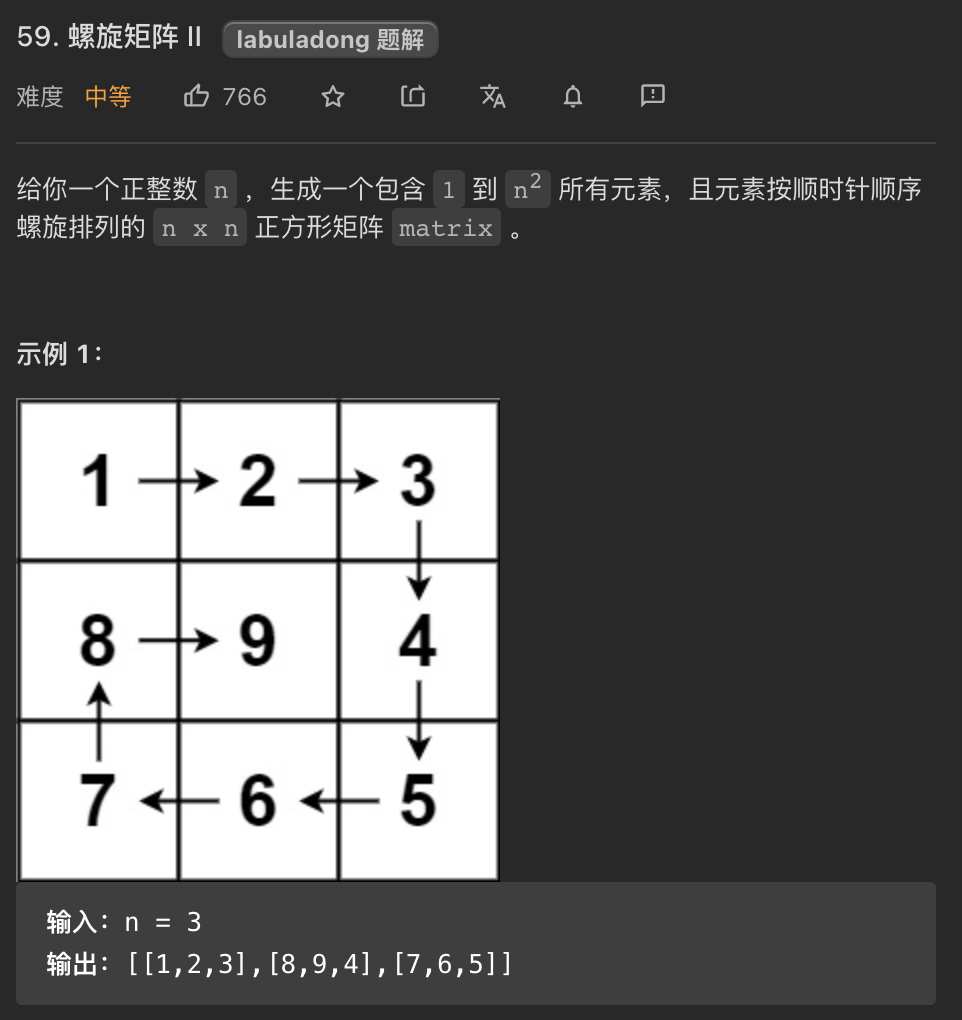 59. 螺旋矩阵 II labuladong 题解
难度 中等 766
给你一个正整数 n ，生成一个包含 1 到 n² 所有元素，且元素按顺时针顺序
螺旋排列的 n x n 正方形矩阵 matrix 。
示例 1：
1 2 3
8 9 4
7 6 5
输入：n = 3
输出：[[1,2,3],[8,9,4],[7,6,5]]